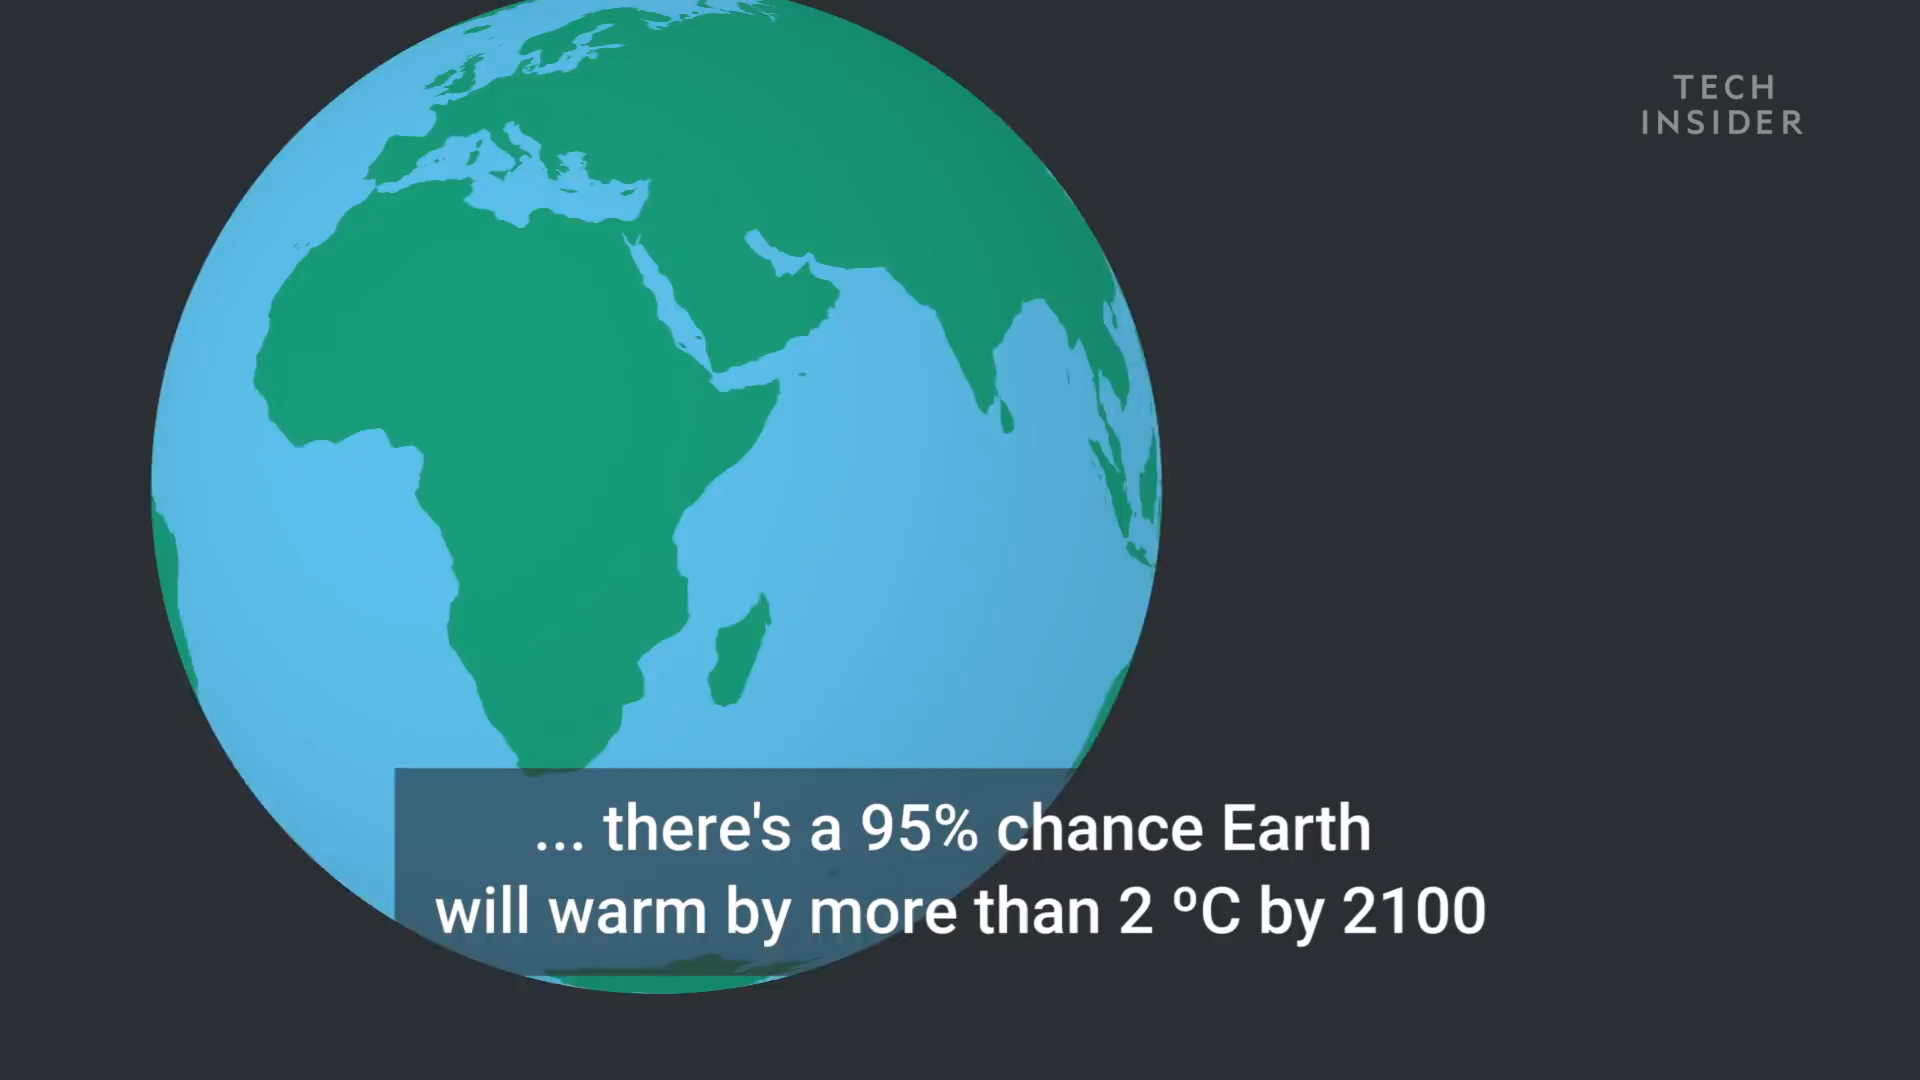 TECH
INSIDER
... there's a 95% chance Earth
will warm by more than 2 ºC by 2100